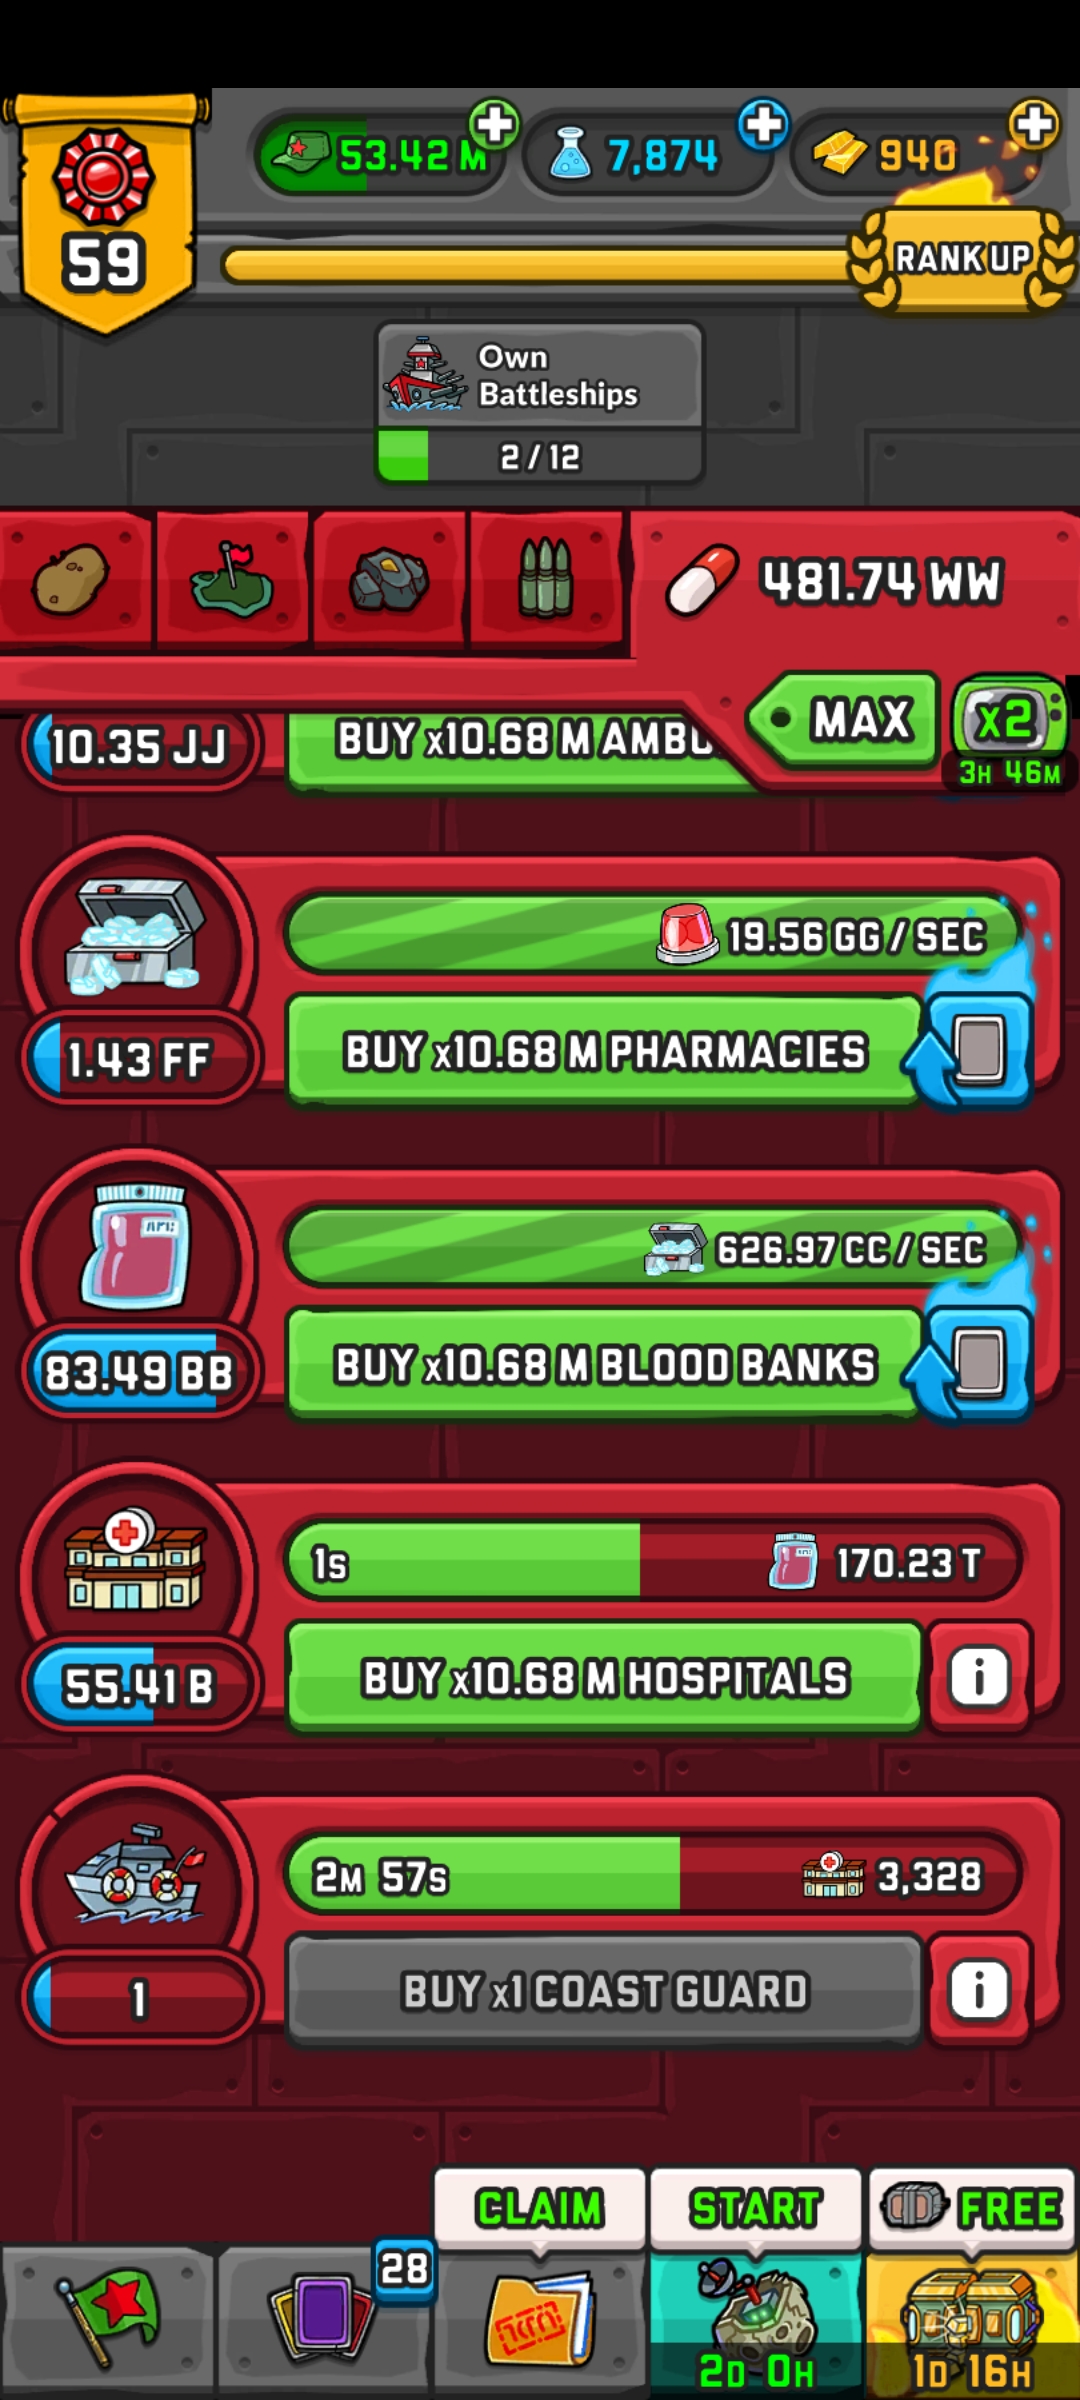 53.42 M
7,874
940
59
RANK UP
Own
Battleships
2 / 12
481.74 WW
MAX
x2
3H 46M
10.35 JJ
BUY x10.68 M AMBU
19.56 GG / SEC
1.43 FF
BUY x10.68 M PHARMACIES
626.97 CC / SEC
83.49 BB
BUY x10.68 M BLOOD BANKS
1S
170.23 T
55.41 B
BUY x10.68 M HOSPITALS
2M 57S
3,328
1
BUY x1 COAST GUARD
CLAIM
START
FREE
28
2D 0H
1D 16H